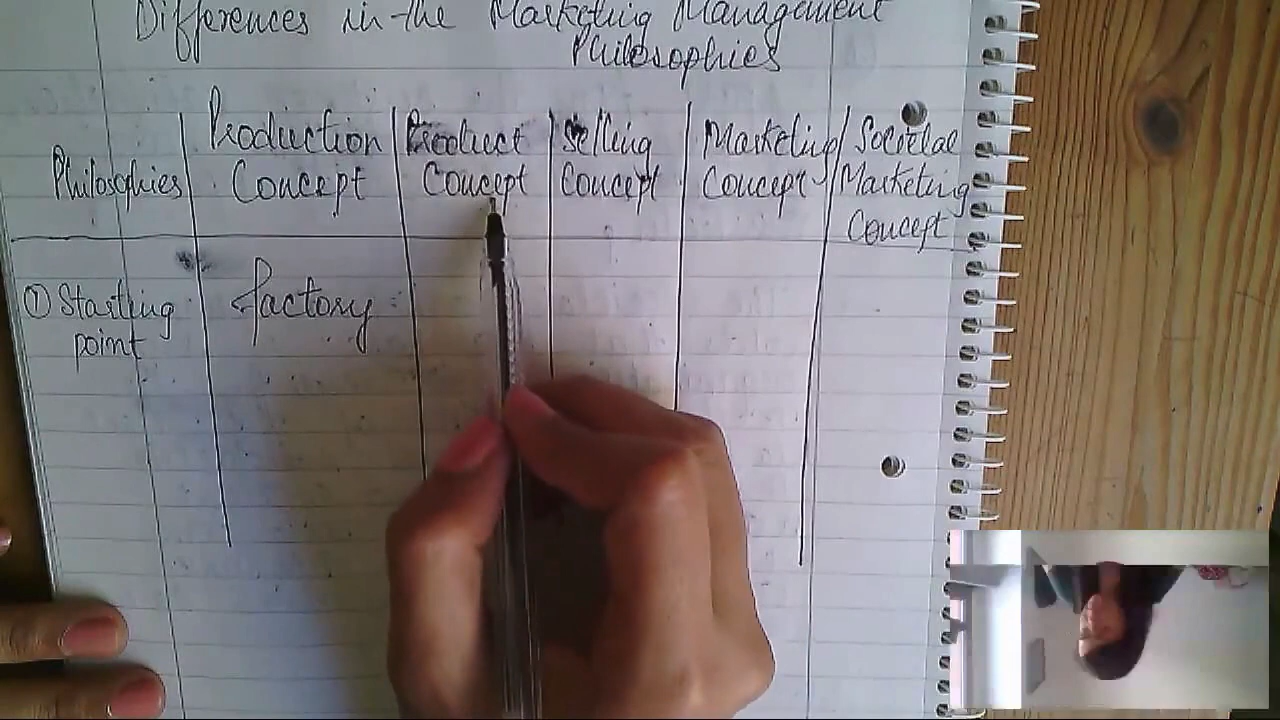 Differences in the Marketing Management
Philosophies
Philosophies
Production
Concept
Product
Concept
Selling
Concept
Marketing
Concept
Societal
Marketing
Concept
① Starting
point
factory